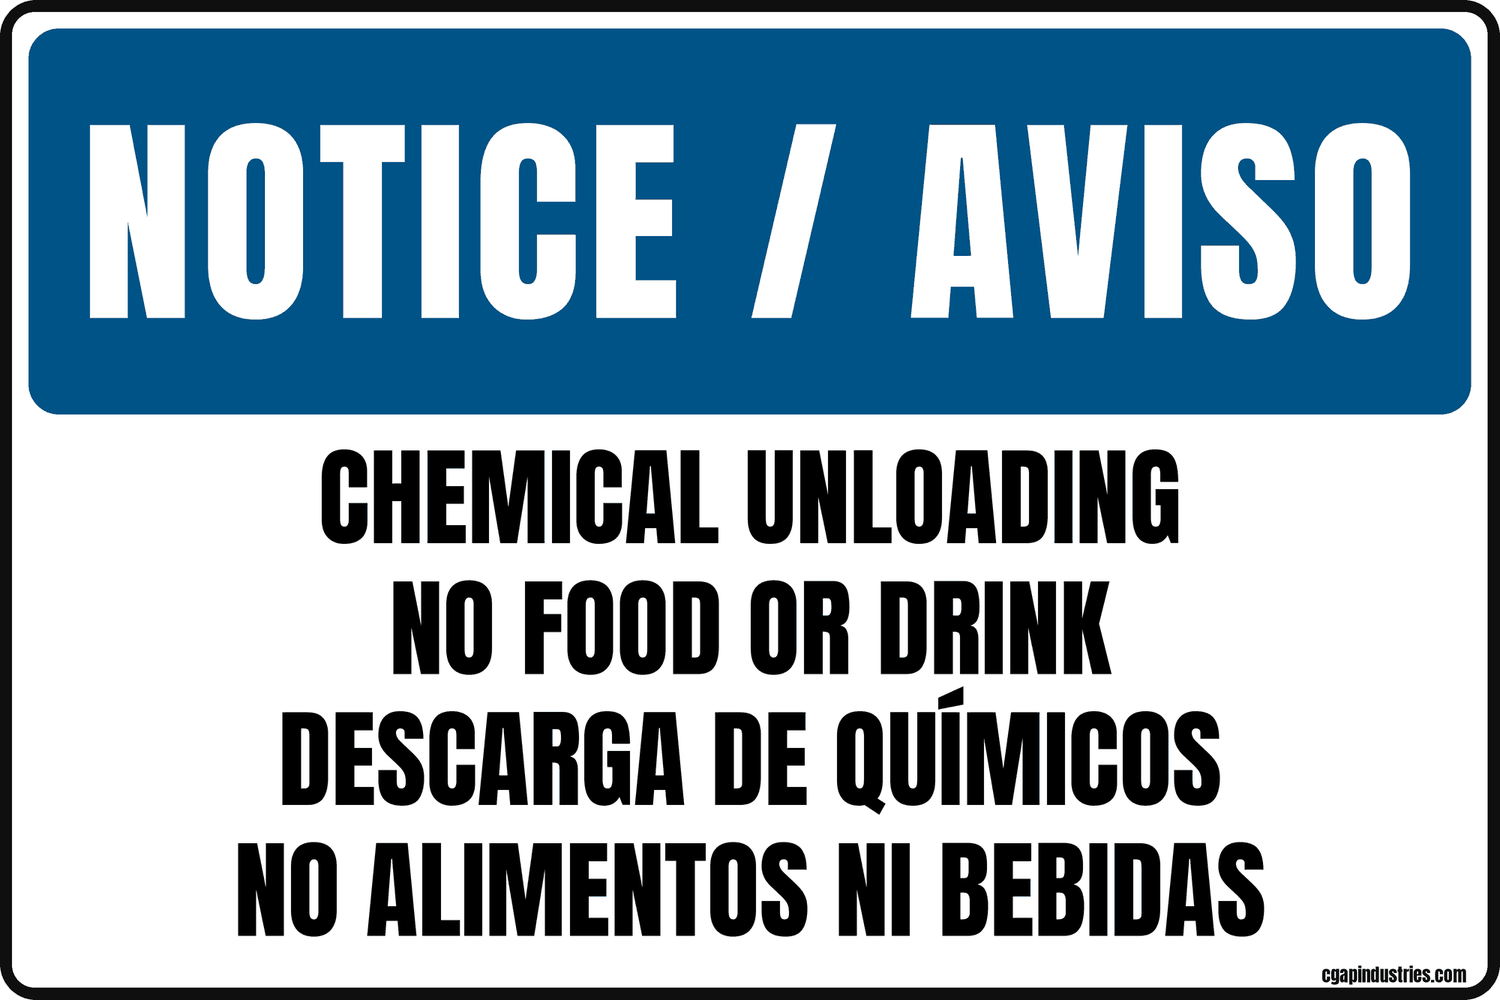 NOTICE / AVISO
CHEMICAL UNLOADING
NO FOOD OR DRINK
DESCARGA DE QUÍMICOS
NO ALIMENTOS NI BEBIDAS
cgapindustries.com